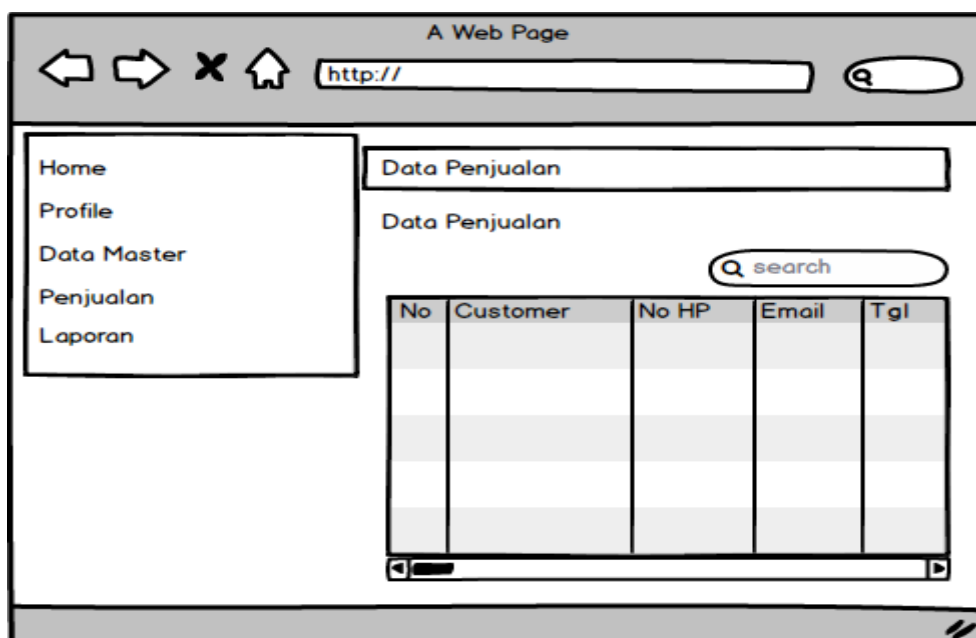 A Web Page
http://
Home
Profile
Data Master
Penjualan
Laporan
Data Penjualan
Data Penjualan
search
No Customer No HP Email Tgl